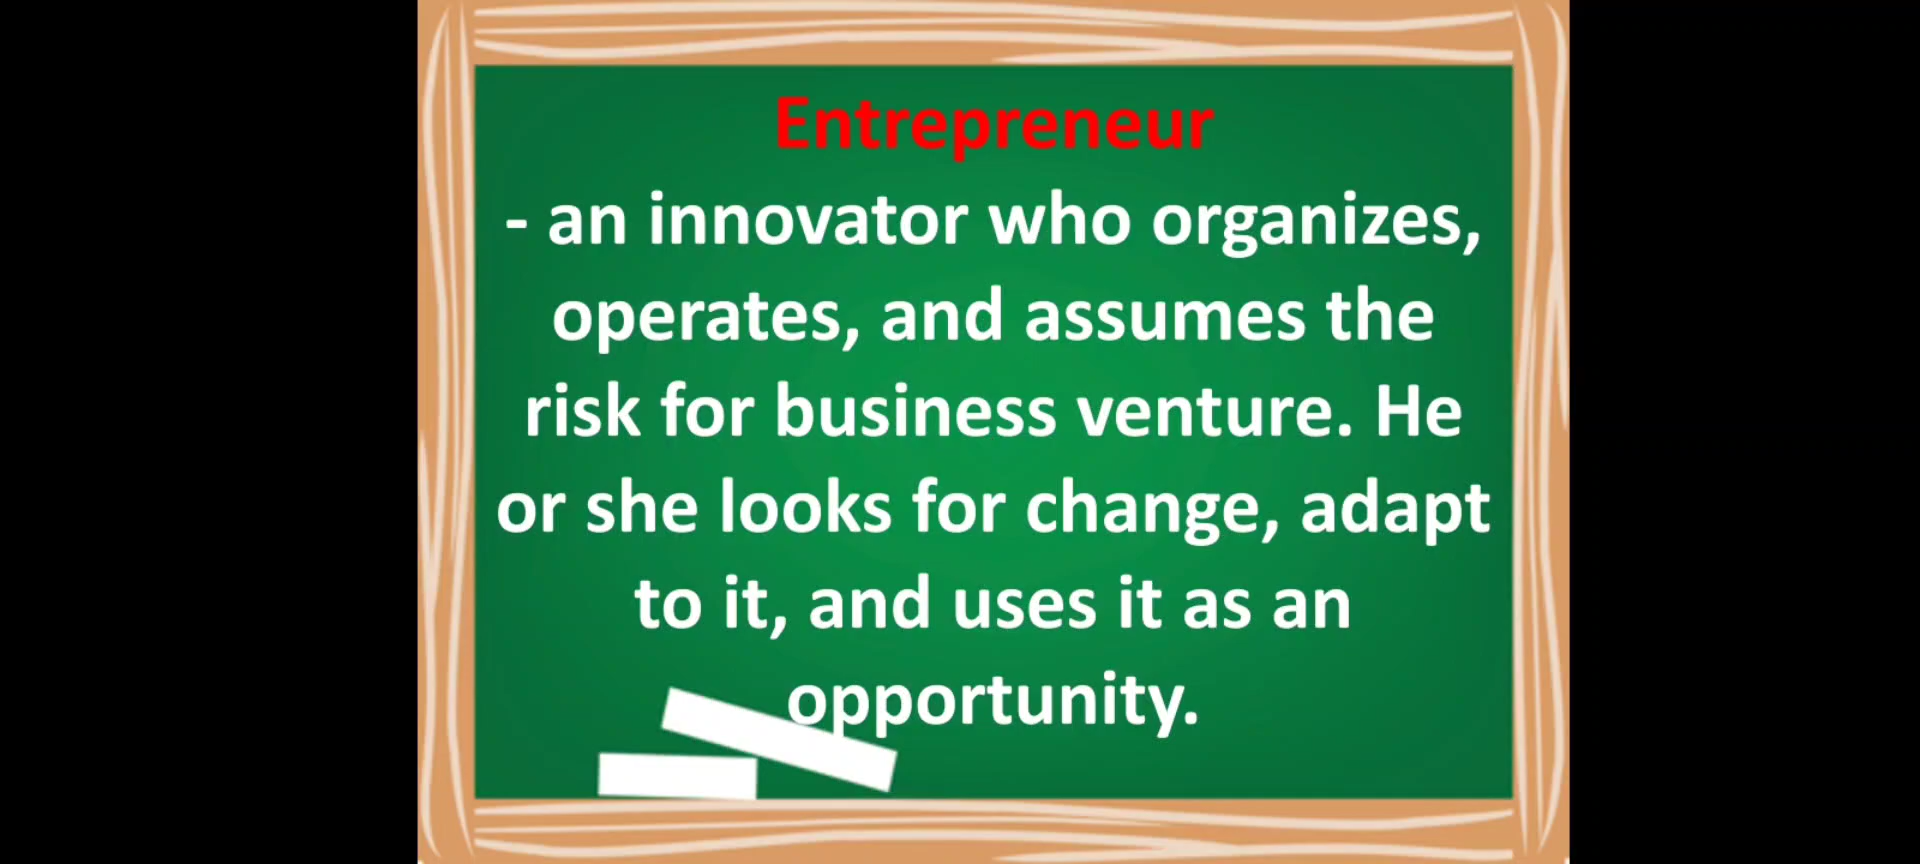 Entrepreneur
- an innovator who organizes,
operates, and assumes the
risk for business venture. He
or she looks for change, adapt
to it, and uses it as an
opportunity.